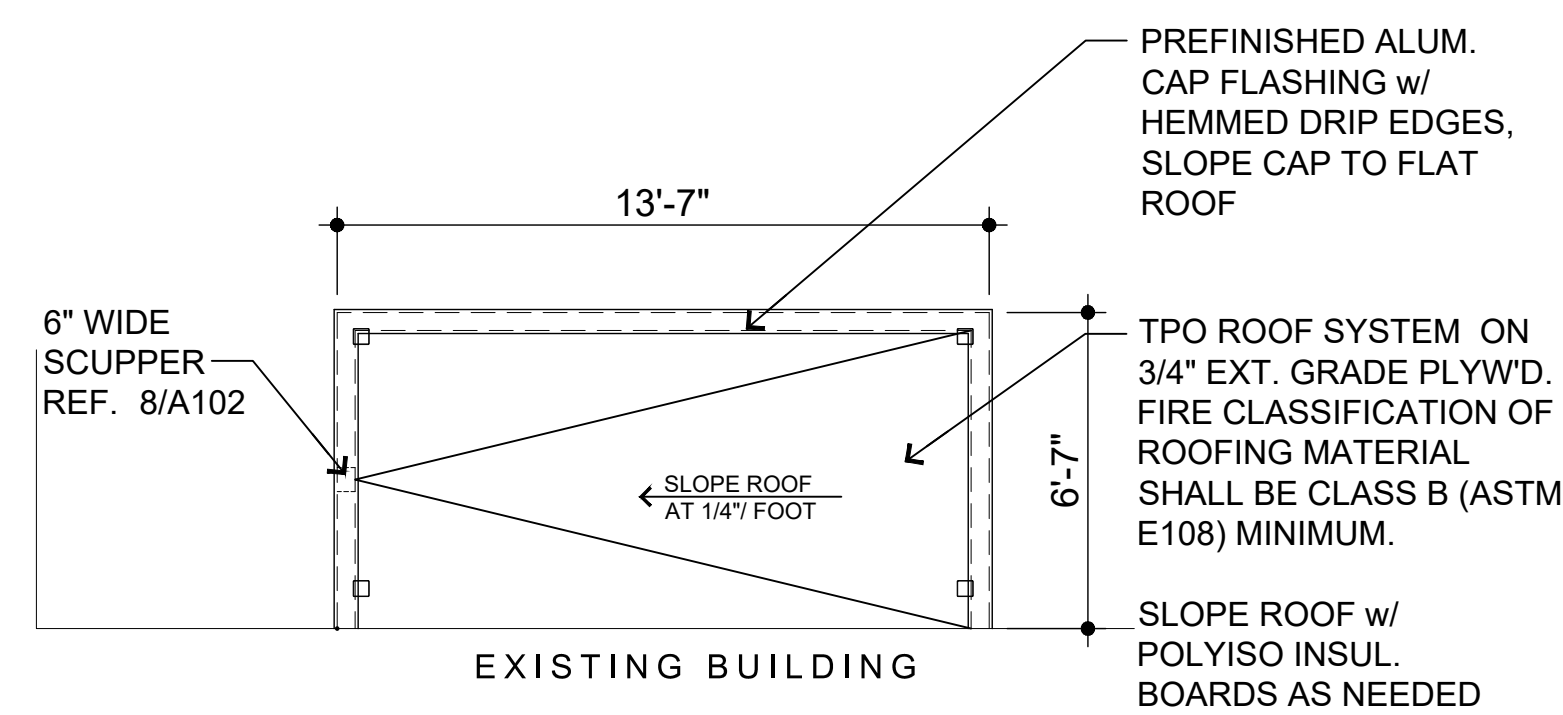 PREFINISHED ALUM.
CAP FLASHING w/
HEMMED DRIP EDGES,
SLOPE CAP TO FLAT
ROOF
13'-7"
6" WIDE
SCUPPER
REF. 8/A102
TPO ROOF SYSTEM ON
3/4" EXT. GRADE PLYW'D.
FIRE CLASSIFICATION OF
ROOFING MATERIAL
SHALL BE CLASS B (ASTM
E108) MINIMUM.
6'-7"
SLOPE ROOF
AT 1/4"/ FOOT
SLOPE ROOF w/
POLYISO INSUL.
BOARDS AS NEEDED
EXISTING BUILDING